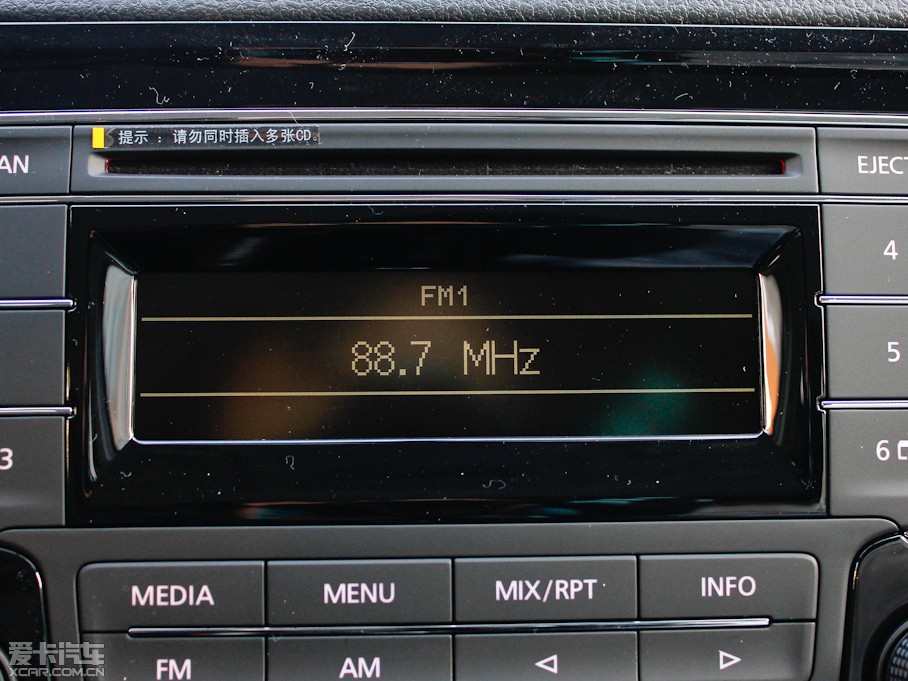 提示 ： 请勿同时插入多张CD。
AN
EJECT
4
FM1
88.7 MHz
5
3
6
MEDIA MENU MIX/RPT INFO
FM AM
爱卡汽车
XCAR.COM.CN